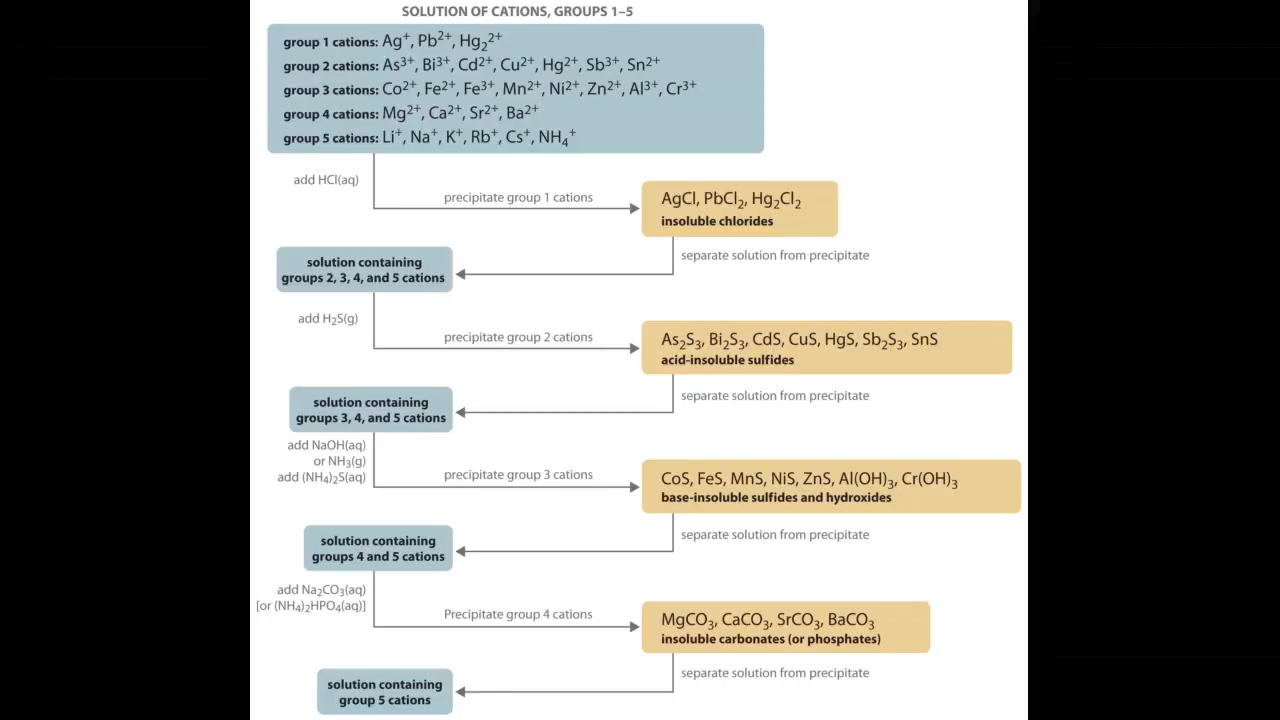 SOLUTION OF CATIONS, GROUPS 1–5
group 1 cations: Ag⁺, Pb²⁺, Hg₂²⁺
group 2 cations: As³⁺, Bi³⁺, Cd²⁺, Cu²⁺, Hg²⁺, Sb³⁺, Sn²⁺
group 3 cations: Co²⁺, Fe²⁺, Fe³⁺, Mn²⁺, Ni²⁺, Zn²⁺, Al³⁺, Cr³⁺
group 4 cations: Mg²⁺, Ca²⁺, Sr²⁺, Ba²⁺
group 5 cations: Li⁺, Na⁺, K⁺, Rb⁺, Cs⁺, NH₄⁺
add HCl(aq)
precipitate group 1 cations
AgCl, PbCl₂, Hg₂Cl₂
insoluble chlorides
separate solution from precipitate
solution containing
groups 2, 3, 4, and 5 cations
add H₂S(g)
precipitate group 2 cations
As₂S₃, Bi₂S₃, CdS, CuS, HgS, Sb₂S₃, SnS
acid-insoluble sulfides
separate solution from precipitate
solution containing
groups 3, 4, and 5 cations
add NaOH(aq)
or NH₃(g)
add (NH₄)₂S(aq)
precipitate group 3 cations
CoS, FeS, MnS, NiS, ZnS, Al(OH)₃, Cr(OH)₃
base-insoluble sulfides and hydroxides
separate solution from precipitate
solution containing
groups 4 and 5 cations
add Na₂CO₃(aq)
[or (NH₄)₂HPO₄(aq)]
Precipitate group 4 cations
MgCO₃, CaCO₃, SrCO₃, BaCO₃
insoluble carbonates (or phosphates)
separate solution from precipitate
solution containing
group 5 cations